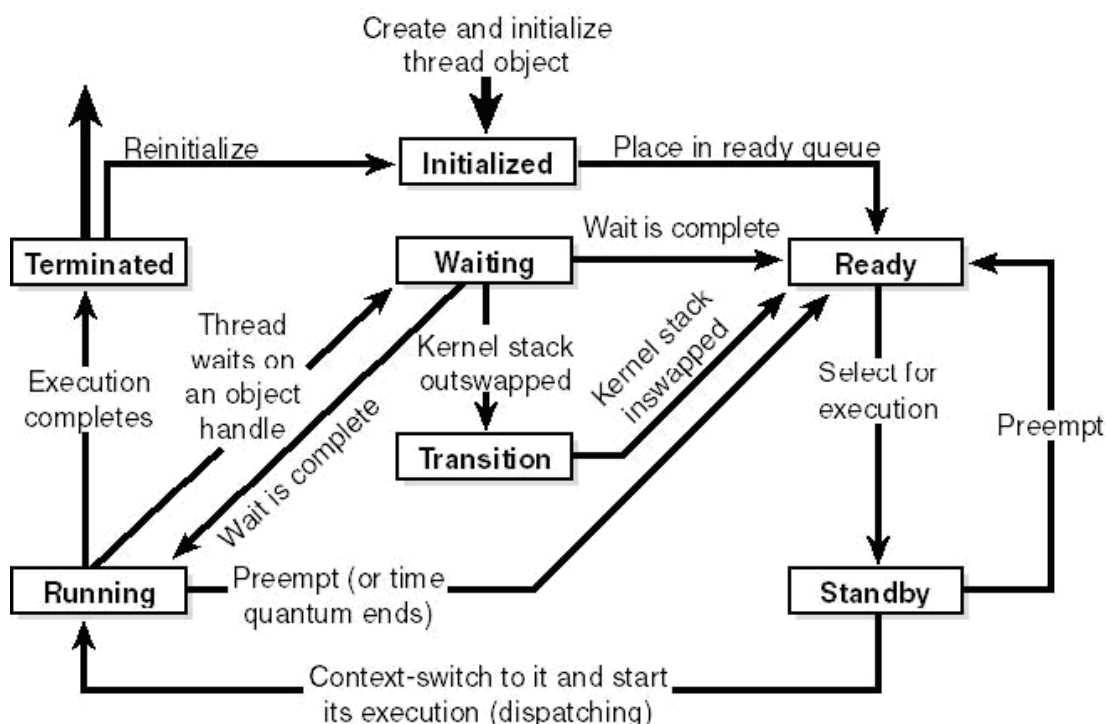 Create and initialize
thread object
Reinitialize
Initialized
Place in ready queue
Terminated
Waiting
Wait is complete
Ready
Thread
waits on
an object
handle
Kernel stack
outswapped
Kernel stack
inswapped
Select for
execution
Preempt
Execution
completes
Wait is complete
Transition
Running
Preempt (or time
quantum ends)
Standby
Context-switch to it and start
its execution (dispatching)